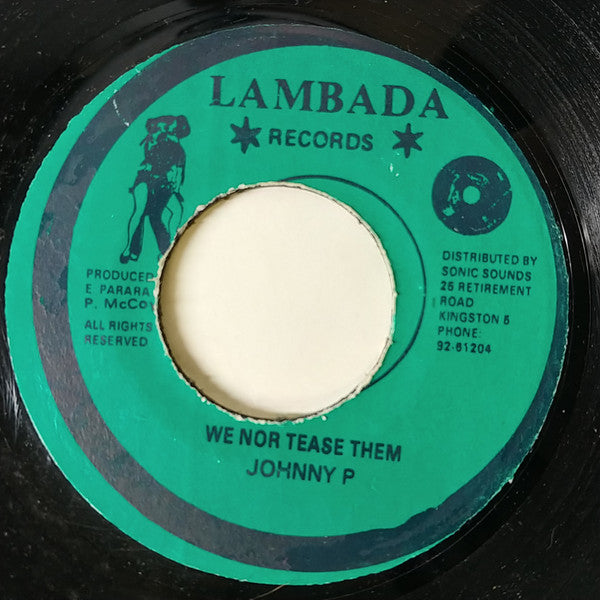 LAMBADA
RECORDS
PRODUCED
E. PARARA
P. McCo
ALL RIGHTS
RESERVED
DISTRIBUTED BY
SONIC SOUNDS
25 RETIREMENT
ROAD
KINGSTON 5
PHONE:
92-61204
WE NOR TEASE THEM
JOHNNY P